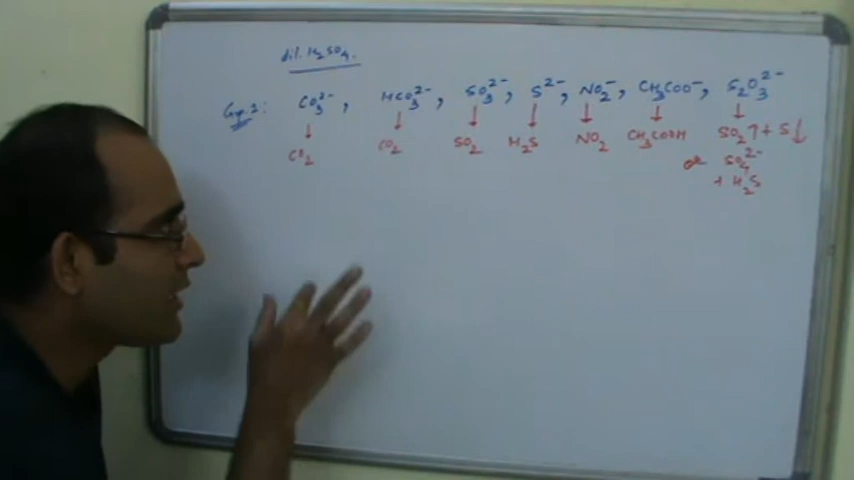 dil. H₂SO₄.
Gp.1: CO₃²⁻, HCO₃²⁻, SO₃²⁻, S²⁻, NO₂⁻, CH₃COO⁻, S₂O₃²⁻
↓ ↓ ↓ ↓ ↓ ↓ ↓
CO₂ CO₂ SO₂ H₂S NO₂ CH₃COOH SO₂↑ + S↓
or SO₄²⁻
+ H₂S